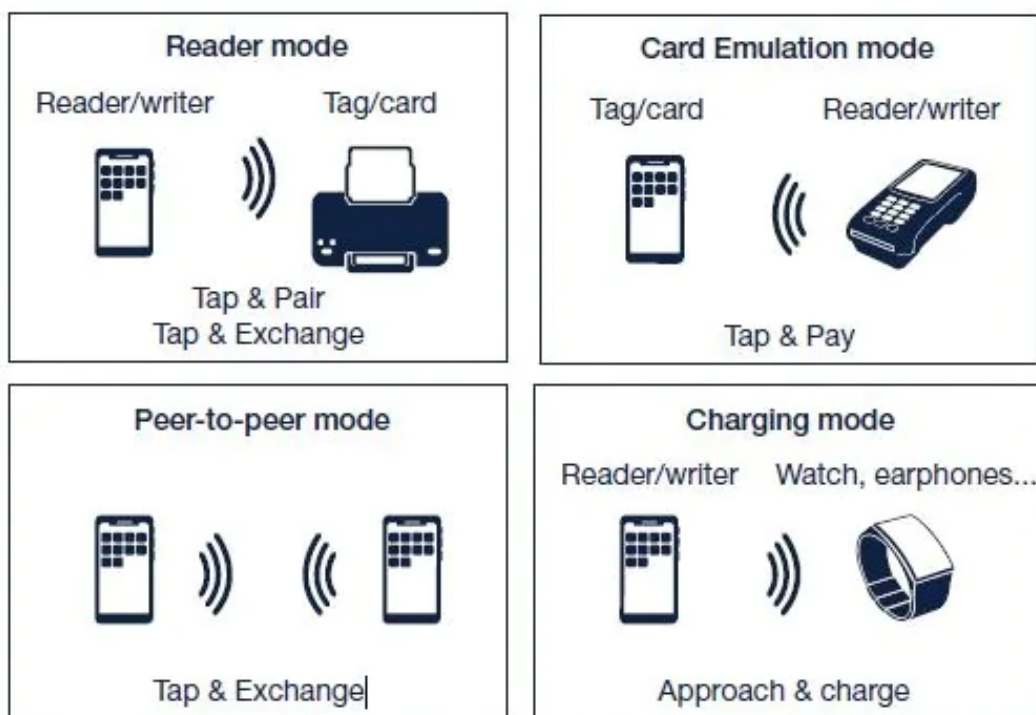 Reader mode
Reader/writer Tag/card
Tap & Pair
Tap & Exchange
Card Emulation mode
Tag/card Reader/writer
Tap & Pay
Peer-to-peer mode
Tap & Exchange
Charging mode
Reader/writer Watch, earphones...
Approach & charge